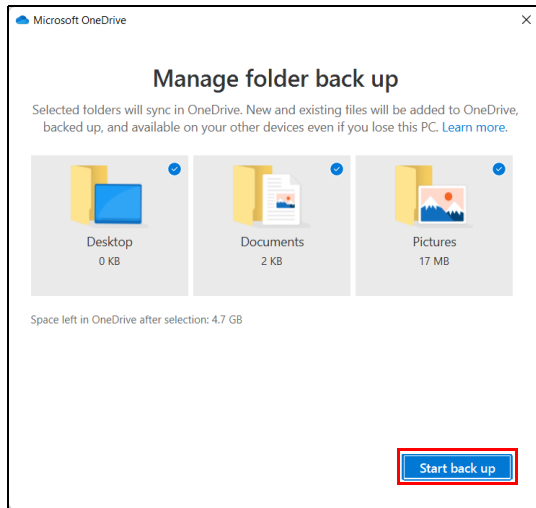 Microsoft OneDrive
Manage folder back up
Selected folders will sync in OneDrive. New and existing files will be added to OneDrive,
backed up, and available on your other devices even if you lose this PC. Learn more.
Desktop
0 KB
Documents
2 KB
Pictures
17 MB
Space left in OneDrive after selection: 4.7 GB
Start back up